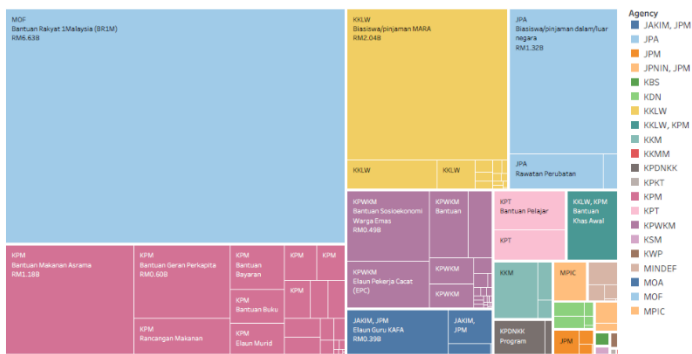 MOF
Bantuan Rakyat 1Malaysia (BR1M)
RM6.63B
KKLW
Biasiswa/pinjaman MARA
RM2.04B
JPA
Biasiswa/pinjaman dalam/luar
negara
RM1.32B
KKLW
KKLW
JPA
Rawatan Perubatan
KPM
Bantuan Makanan Asrama
RM1.18B
KPM
Bantuan Geran Perkapita
RM0.60B
KPM
Rancangan Makanan
KPM
Bantuan
Bayaran
KPM
Bantuan Buku
KPM
Elaun Murid
KPM
KPM
KPM
KPWKM
Bantuan Sosioekonomi
Warga Emas
RM0.49B
KPWKM
Bantuan
KPWKM
Elaun Pekerja Cacat
(EPC)
KPWKM
KPWKM
JAKIM, JPM
Elaun Guru KAFA
RM0.39B
JAKIM,
JPM
KPT
Bantuan Pelajar
KPT
KKLW, KPM
Bantuan
Khas Awal
KKM
MPIC
KPDNKK
Program
JPM
Agency
JAKIM, JPM
JPA
JPM
JPNIN, JPM
KBS
KDN
KKLW
KKLW, KPM
KKM
KKMM
KPDNKK
KPKT
KPM
KPT
KPWKM
KSM
KWP
MINDEF
MOA
MOF
MPIC